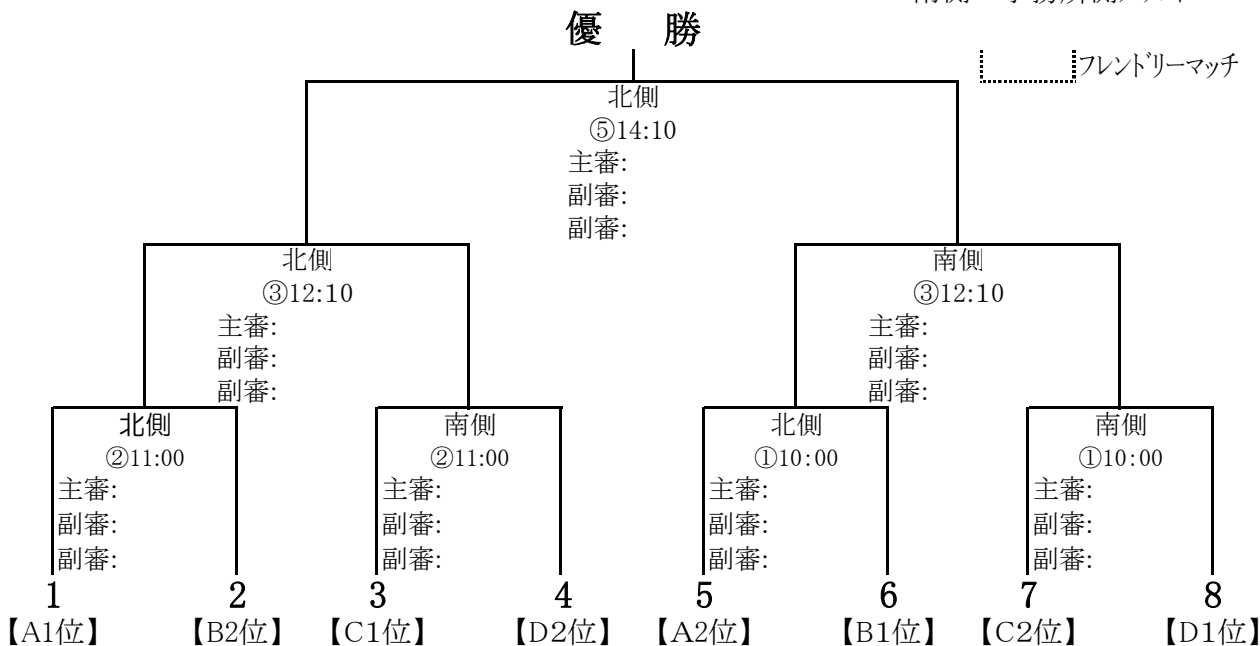 優　勝
フレンドリーマッチ
北側
⑤14:10
主審:
副審:
副審:
北側
③12:10
主審:
副審:
副審:
南側
③12:10
主審:
副審:
副審:
北側
②11:00
主審:
副審:
副審:
南側
②11:00
主審:
副審:
副審:
北側
①10:00
主審:
副審:
副審:
南側
①10:00
主審:
副審:
副審:
1 2 3 4 5 6 7 8
【A1位】 【B2位】 【C1位】 【D2位】 【A2位】 【B1位】 【C2位】 【D1位】